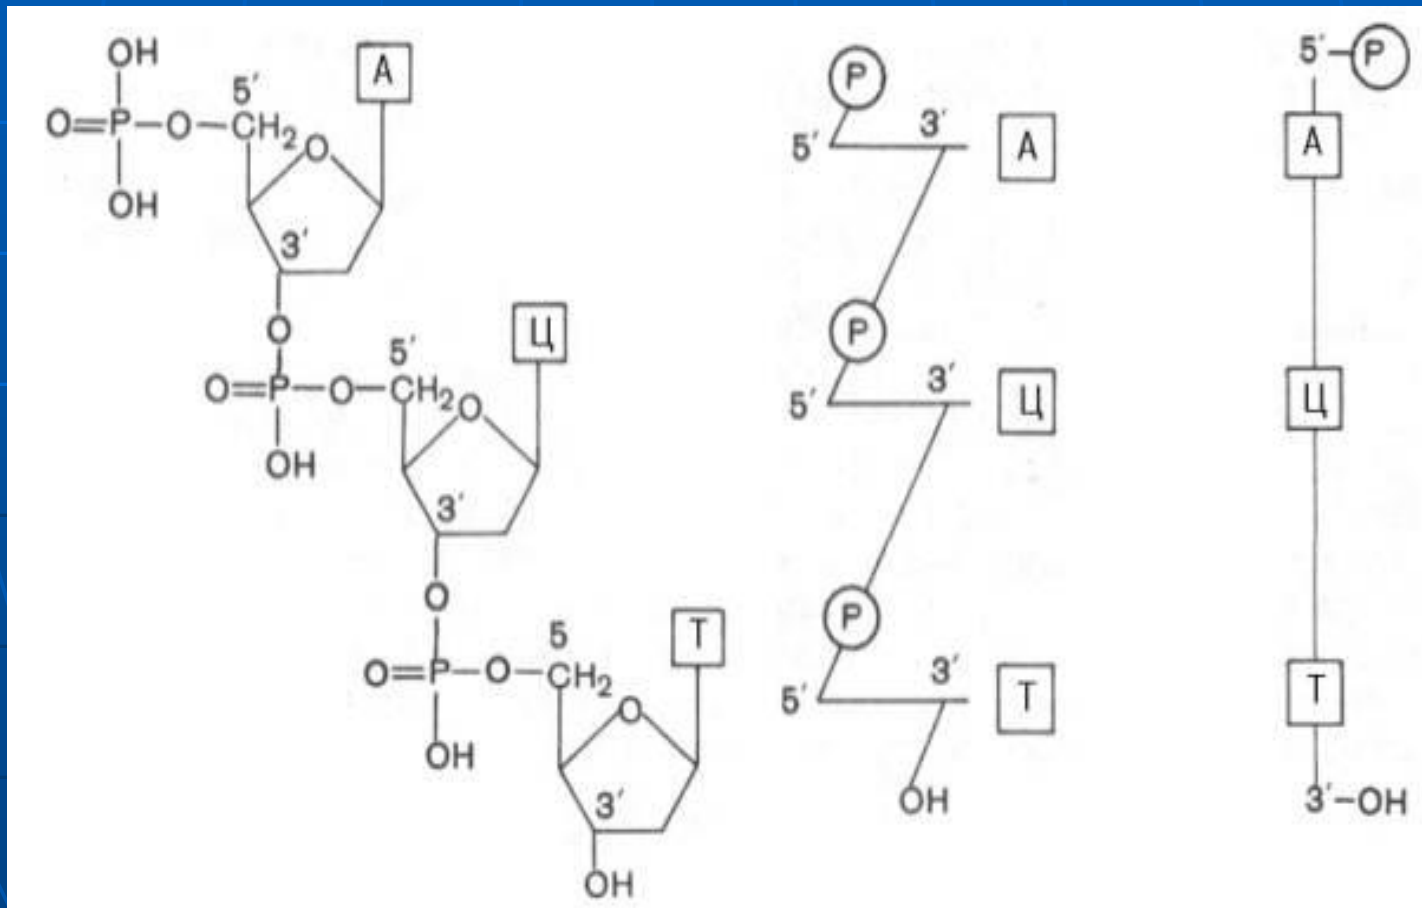 OH
5′
А
O=P–O–CH₂
O
OH
3′
O
5′
Ц
O=P–O–CH₂O
OH
3′
O
5
Т
O=P–O–CH₂
O
OH
3′
OH
P
5′
3′
А
P
5′
3′
Ц
P
5′
3′
Т
OH
5′–P
А
Ц
Т
3′–OH